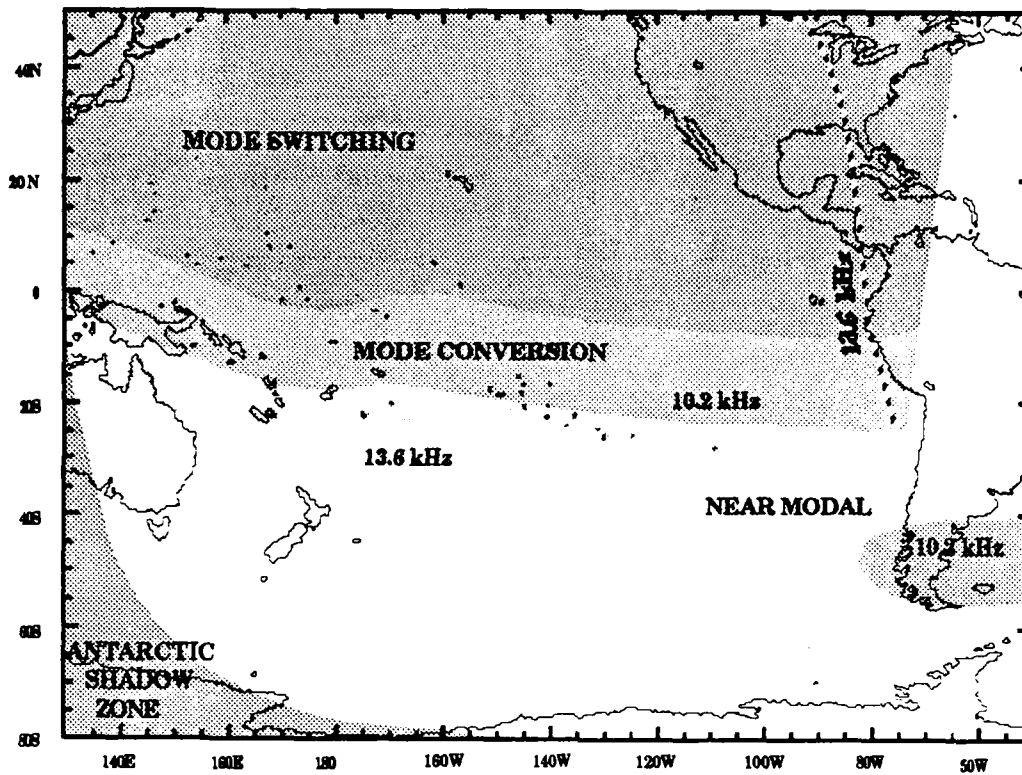 40N
MODE SWITCHING
20N
13.6 kHz
0
MODE CONVERSION
10.2 kHz
20S
13.6 kHz
NEAR MODAL
40S
10.2 kHz
60S
ANTARCTIC
SHADOW
ZONE
80S
140E 160E 180 160W 140W 120W 100W 80W 60W